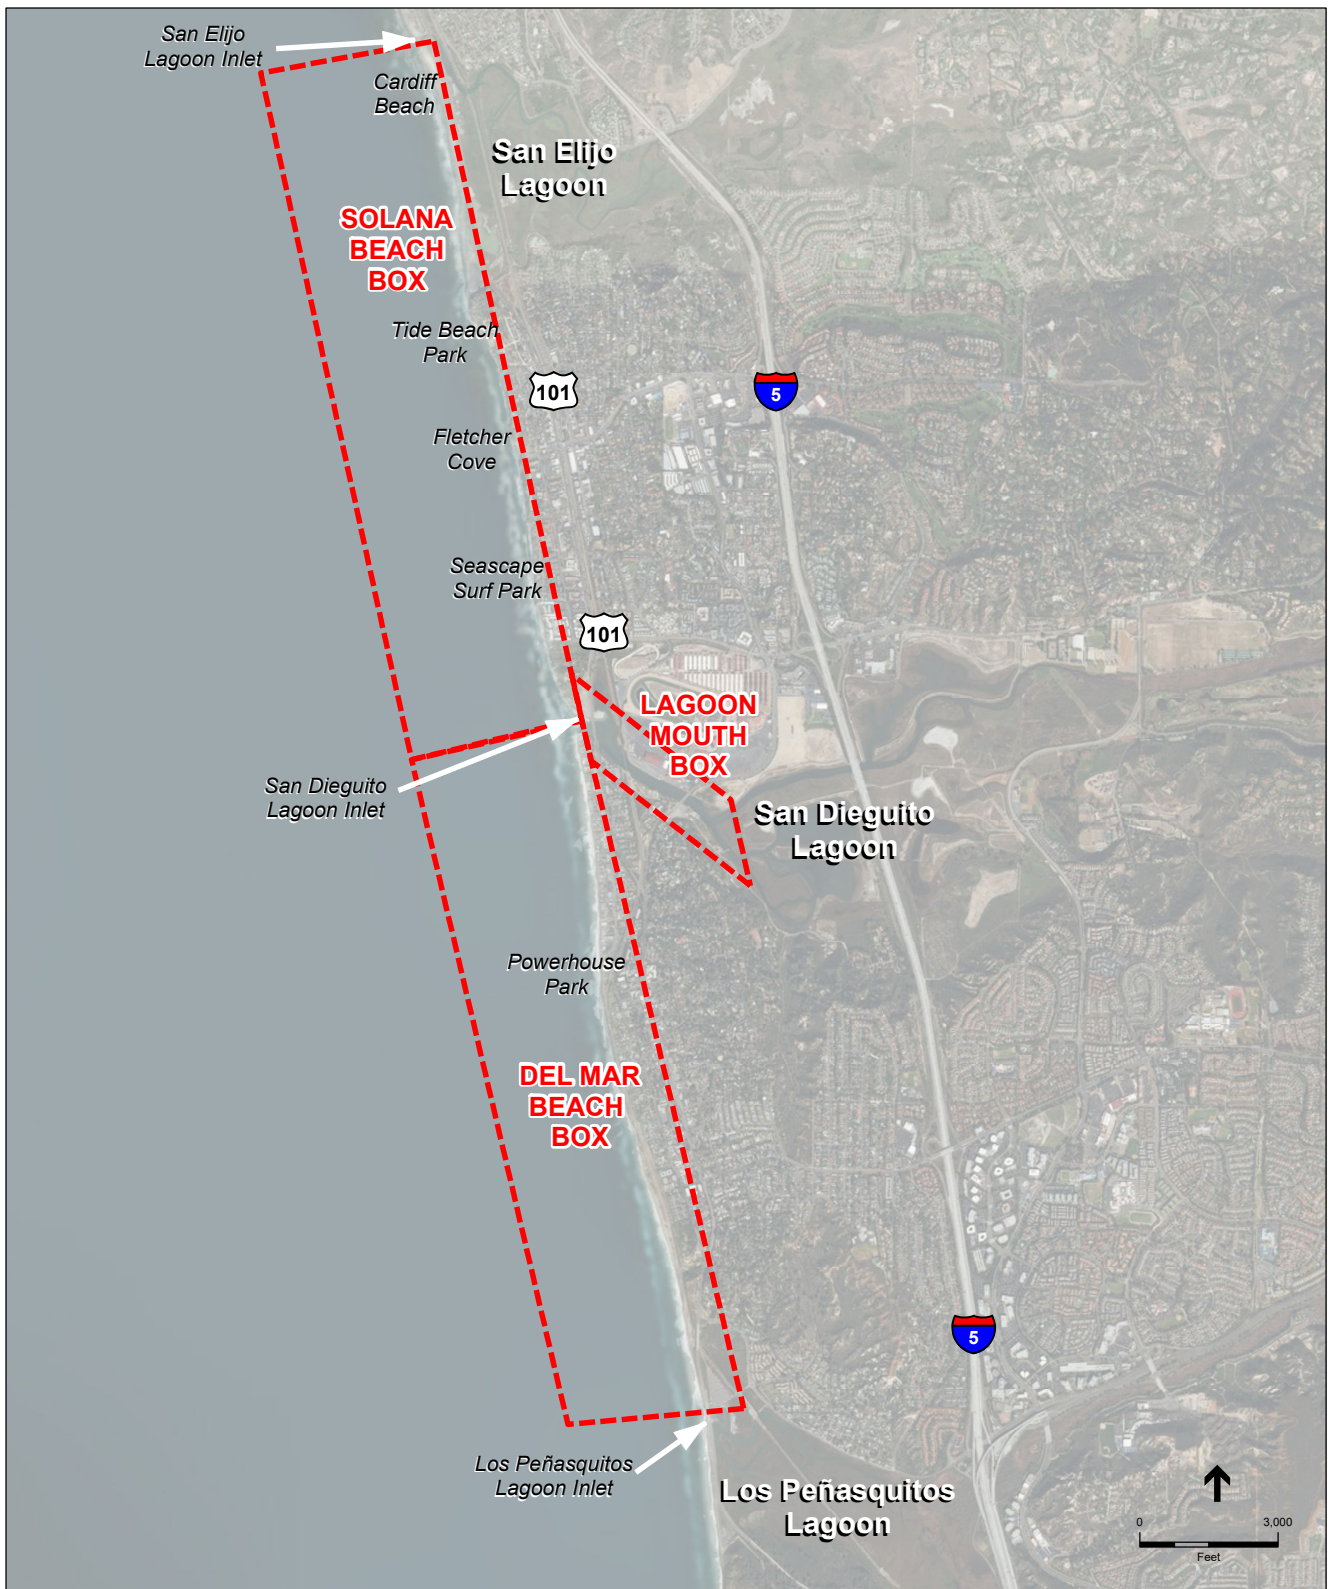 San Elijo
Lagoon Inlet
Cardiff
Beach
San Elijo
Lagoon
SOLANA
BEACH
BOX
Tide Beach
Park
101
5
Fletcher
Cove
Seascape
Surf Park
101
LAGOON
MOUTH
BOX
San Dieguito
Lagoon Inlet
San Dieguito
Lagoon
Powerhouse
Park
DEL MAR
BEACH
BOX
5
Los Peñasquitos
Lagoon Inlet
Los Peñasquitos
Lagoon
0 3,000
Feet